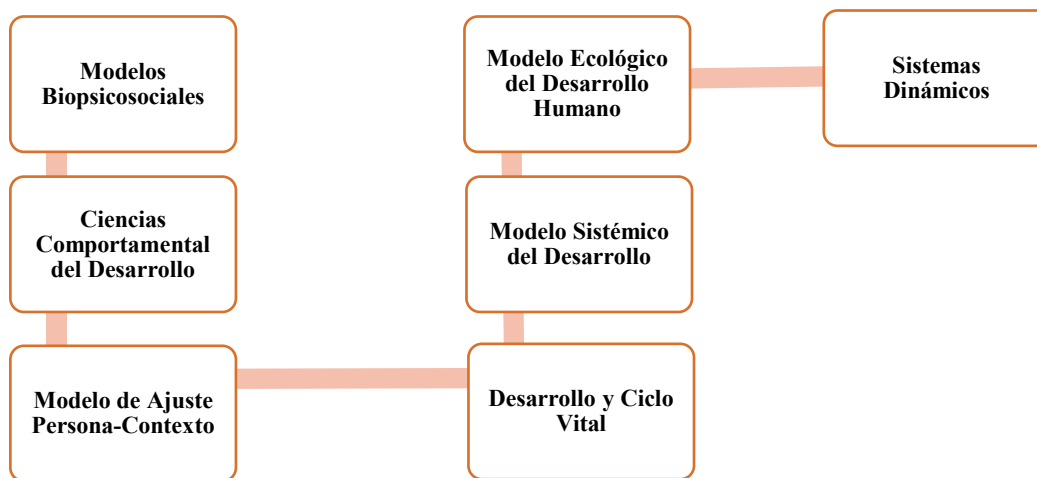 Modelos
Biopsicosociales
Ciencias
Comportamental
del Desarrollo
Modelo de Ajuste
Persona-Contexto
Desarrollo y Ciclo
Vital
Modelo Sistémico
del Desarrollo
Modelo Ecológico
del Desarrollo
Humano
Sistemas
Dinámicos